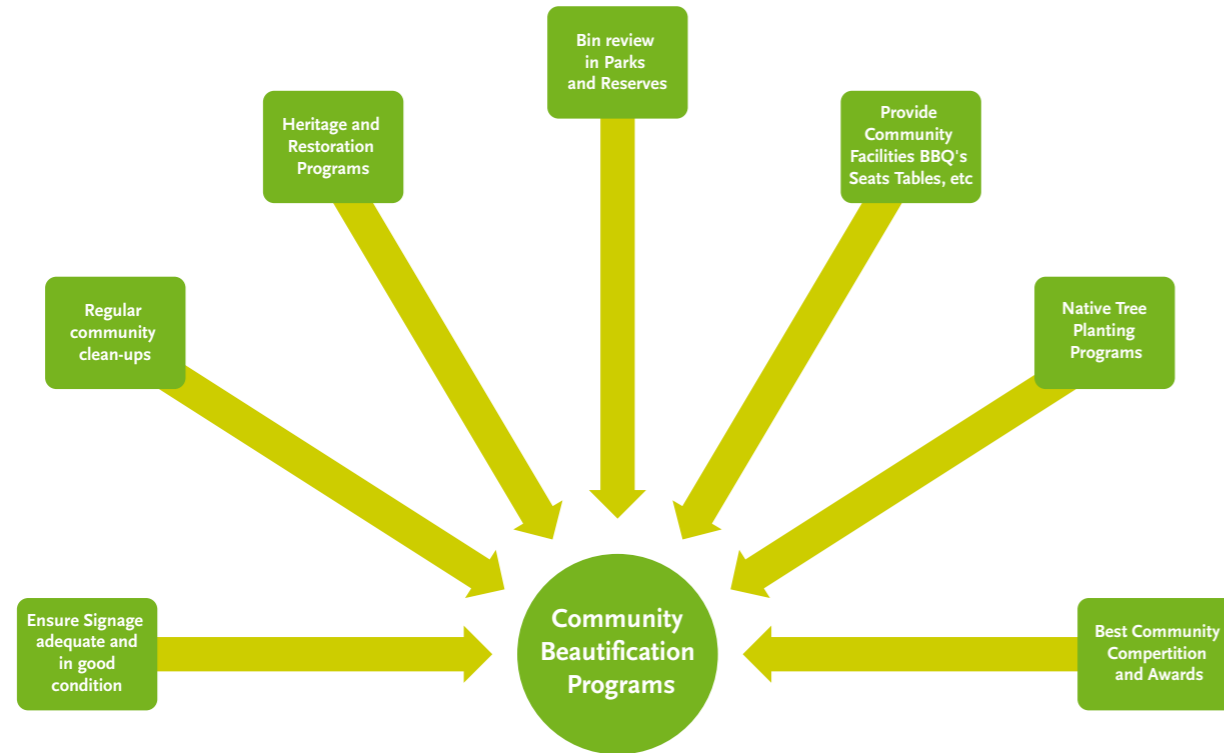 Bin review
in Parks
and Reserves
Heritage and
Restoration
Programs
Provide
Community
Facilities BBQ's
Seats Tables, etc
Regular
community
clean-ups
Native Tree
Planting
Programs
Ensure Signage
adequate and
in good
condition
Community
Beautification
Programs
Best Community
Compertition
and Awards